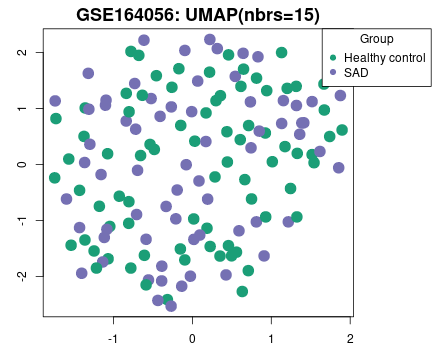 GSE164056: UMAP(nbrs=15)
Group
Healthy control
SAD
2
1
0
-1
-2
-1
0
1
2